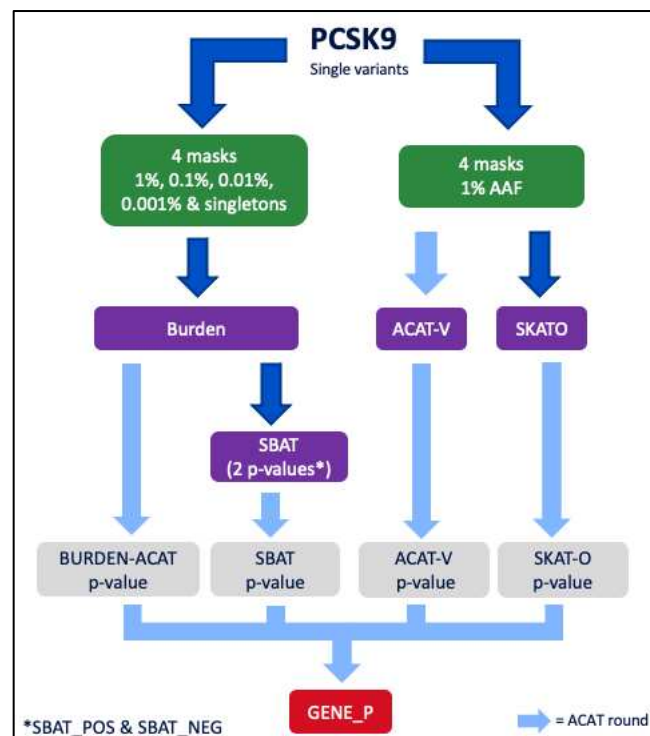 PCSK9
Single variants
4 masks
1%, 0.1%, 0.01%,
0.001% & singletons
4 masks
1% AAF
Burden
ACAT-V
SKATO
SBAT
(2 p-values*)
BURDEN-ACAT
p-value
SBAT
p-value
ACAT-V
p-value
SKAT-O
p-value
GENE_P
*SBAT_POS & SBAT_NEG
= ACAT round